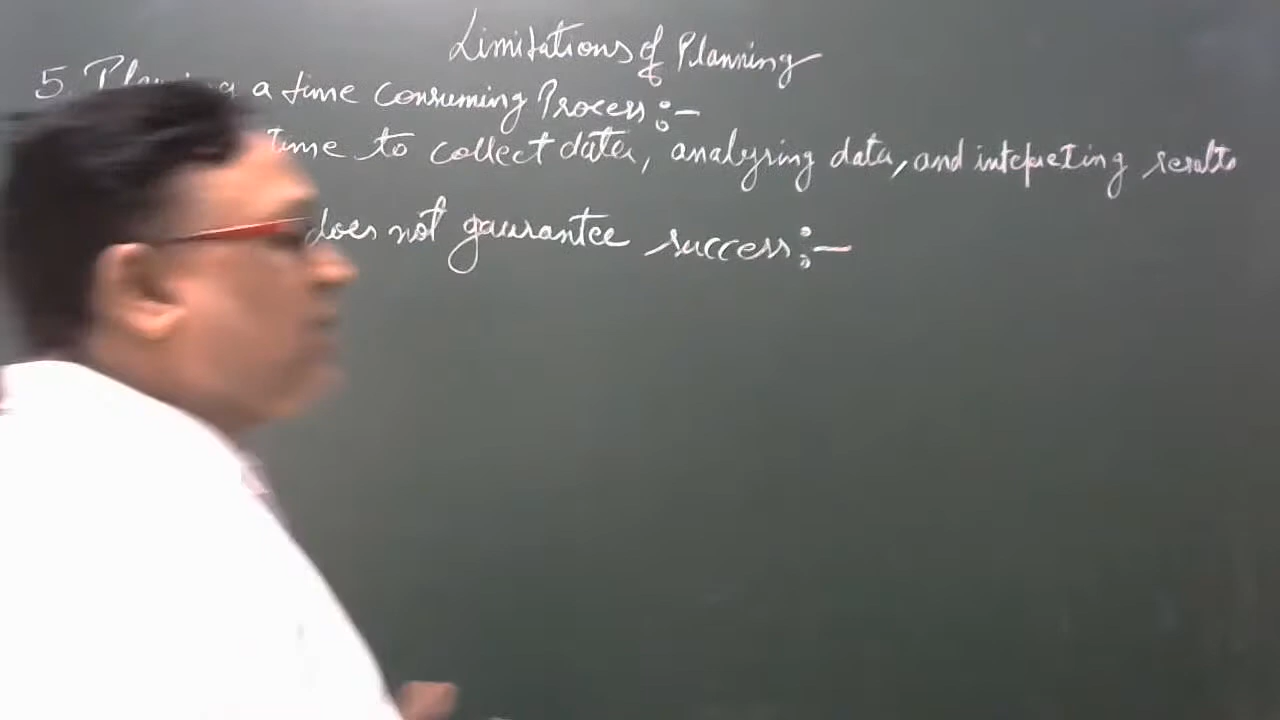 Limitations of Planning
5. a time consuming Process:-
time to collect data, analysing data, and intepreting results
does not gaurantee success:-